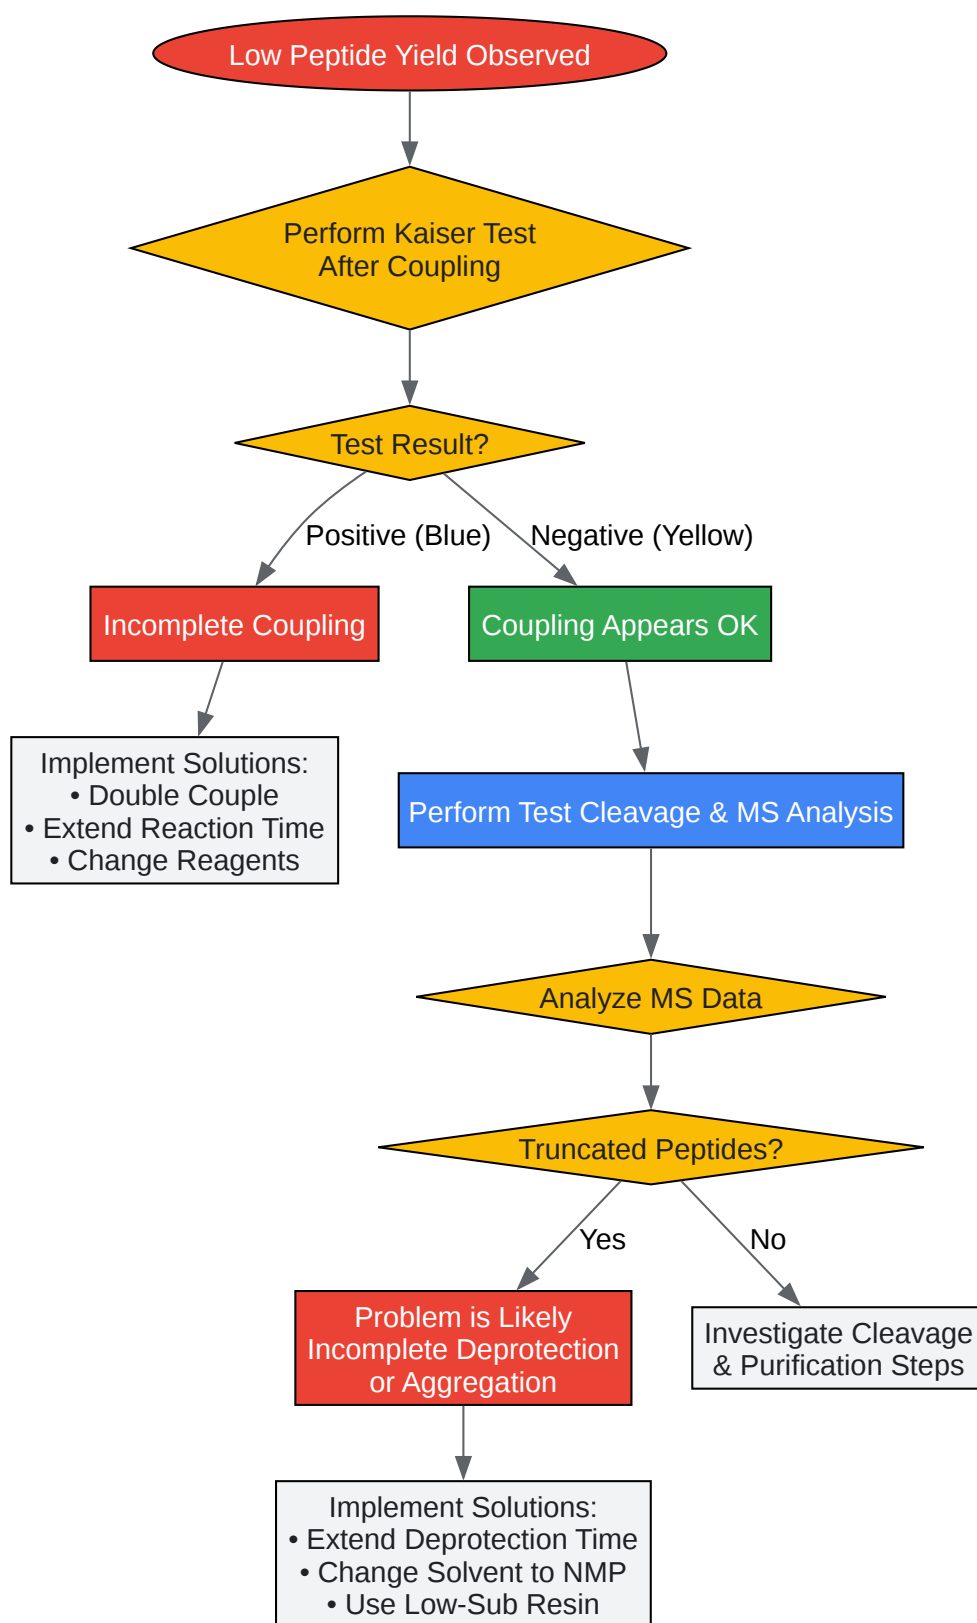 Low Peptide Yield Observed
Perform Kaiser Test
After Coupling
Test Result?
Positive (Blue)
Negative (Yellow)
Incomplete Coupling
Coupling Appears OK
Implement Solutions:
• Double Couple
• Extend Reaction Time
• Change Reagents
Perform Test Cleavage & MS Analysis
Analyze MS Data
Truncated Peptides?
Yes
No
Problem is Likely
Incomplete Deprotection
or Aggregation
Investigate Cleavage
& Purification Steps
Implement Solutions:
• Extend Deprotection Time
• Change Solvent to NMP
• Use Low-Sub Resin